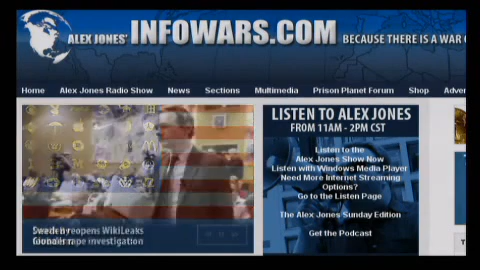 ALEX JONES' INFOWARS.COM BECAUSE THERE IS A WAR
Home Alex Jones Radio Show News Sections Multimedia Prison Planet Forum Shop Adver
LISTEN TO ALEX JONES
FROM 11AM - 2PM CST
Listen to the
Alex Jones Show Now
Listen with Windows Media Player
Need More Internet Streaming
Options?
Go to the Listen Page
The Alex Jones Sunday Edition
Get the Podcast
Sweden reopens WikiLeaks
rape investigation